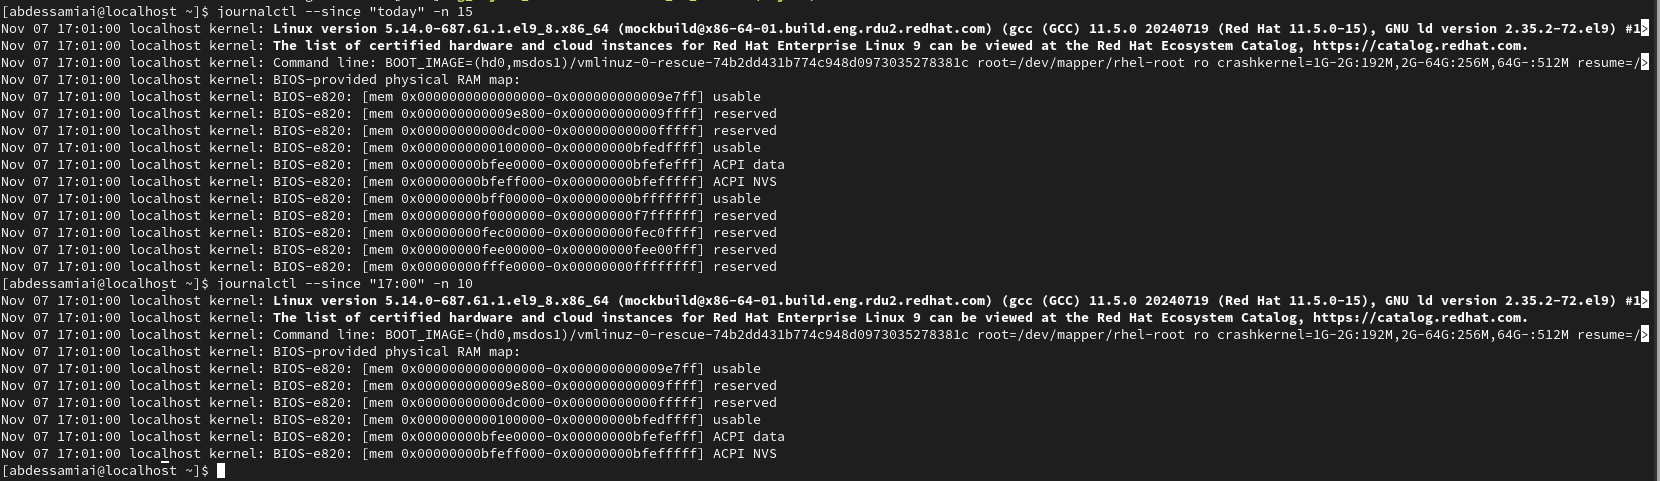 [abdessamiai@localhost ~]$ journalctl --since "today" -n 15
Nov 07 17:01:00 localhost kernel: Linux version 5.14.0-687.61.1.el9_8.x86_64 (mockbuild@x86-64-01.build.eng.rdu2.redhat.com) (gcc (GCC) 11.5.0 20240719 (Red Hat 11.5.0-15), GNU ld version 2.35.2-72.el9) #1>
Nov 07 17:01:00 localhost kernel: The list of certified hardware and cloud instances for Red Hat Enterprise Linux 9 can be viewed at the Red Hat Ecosystem Catalog, https://catalog.redhat.com.
Nov 07 17:01:00 localhost kernel: Command line: BOOT_IMAGE=(hd0,msdos1)/vmlinuz-0-rescue-74b2dd431b774c948d0973035278381c root=/dev/mapper/rhel-root ro crashkernel=1G-2G:192M,2G-64G:256M,64G-:512M resume=/>
Nov 07 17:01:00 localhost kernel: BIOS-provided physical RAM map:
Nov 07 17:01:00 localhost kernel: BIOS-e820: [mem 0x0000000000000000-0x000000000009e7ff] usable
Nov 07 17:01:00 localhost kernel: BIOS-e820: [mem 0x000000000009e800-0x000000000009ffff] reserved
Nov 07 17:01:00 localhost kernel: BIOS-e820: [mem 0x00000000000dc000-0x00000000000fffff] reserved
Nov 07 17:01:00 localhost kernel: BIOS-e820: [mem 0x0000000000100000-0x00000000bfedffff] usable
Nov 07 17:01:00 localhost kernel: BIOS-e820: [mem 0x00000000bfee0000-0x00000000bfefefff] ACPI data
Nov 07 17:01:00 localhost kernel: BIOS-e820: [mem 0x00000000bfeff000-0x00000000bfefffff] ACPI NVS
Nov 07 17:01:00 localhost kernel: BIOS-e820: [mem 0x00000000bff00000-0x00000000bfffffff] usable
Nov 07 17:01:00 localhost kernel: BIOS-e820: [mem 0x00000000f0000000-0x00000000f7ffffff] reserved
Nov 07 17:01:00 localhost kernel: BIOS-e820: [mem 0x00000000fec00000-0x00000000fec0ffff] reserved
Nov 07 17:01:00 localhost kernel: BIOS-e820: [mem 0x00000000fee00000-0x00000000fee00fff] reserved
Nov 07 17:01:00 localhost kernel: BIOS-e820: [mem 0x00000000fffe0000-0x00000000ffffffff] reserved
[abdessamiai@localhost ~]$ journalctl --since "17:00" -n 10
Nov 07 17:01:00 localhost kernel: Linux version 5.14.0-687.61.1.el9_8.x86_64 (mockbuild@x86-64-01.build.eng.rdu2.redhat.com) (gcc (GCC) 11.5.0 20240719 (Red Hat 11.5.0-15), GNU ld version 2.35.2-72.el9) #1>
Nov 07 17:01:00 localhost kernel: The list of certified hardware and cloud instances for Red Hat Enterprise Linux 9 can be viewed at the Red Hat Ecosystem Catalog, https://catalog.redhat.com.
Nov 07 17:01:00 localhost kernel: Command line: BOOT_IMAGE=(hd0,msdos1)/vmlinuz-0-rescue-74b2dd431b774c948d0973035278381c root=/dev/mapper/rhel-root ro crashkernel=1G-2G:192M,2G-64G:256M,64G-:512M resume=/>
Nov 07 17:01:00 localhost kernel: BIOS-provided physical RAM map:
Nov 07 17:01:00 localhost kernel: BIOS-e820: [mem 0x0000000000000000-0x000000000009e7ff] usable
Nov 07 17:01:00 localhost kernel: BIOS-e820: [mem 0x000000000009e800-0x000000000009ffff] reserved
Nov 07 17:01:00 localhost kernel: BIOS-e820: [mem 0x00000000000dc000-0x00000000000fffff] reserved
Nov 07 17:01:00 localhost kernel: BIOS-e820: [mem 0x0000000000100000-0x00000000bfedffff] usable
Nov 07 17:01:00 localhost kernel: BIOS-e820: [mem 0x00000000bfee0000-0x00000000bfefefff] ACPI data
Nov 07 17:01:00 localhost kernel: BIOS-e820: [mem 0x00000000bfeff000-0x00000000bfefffff] ACPI NVS
[abdessamiai@localhost ~]$